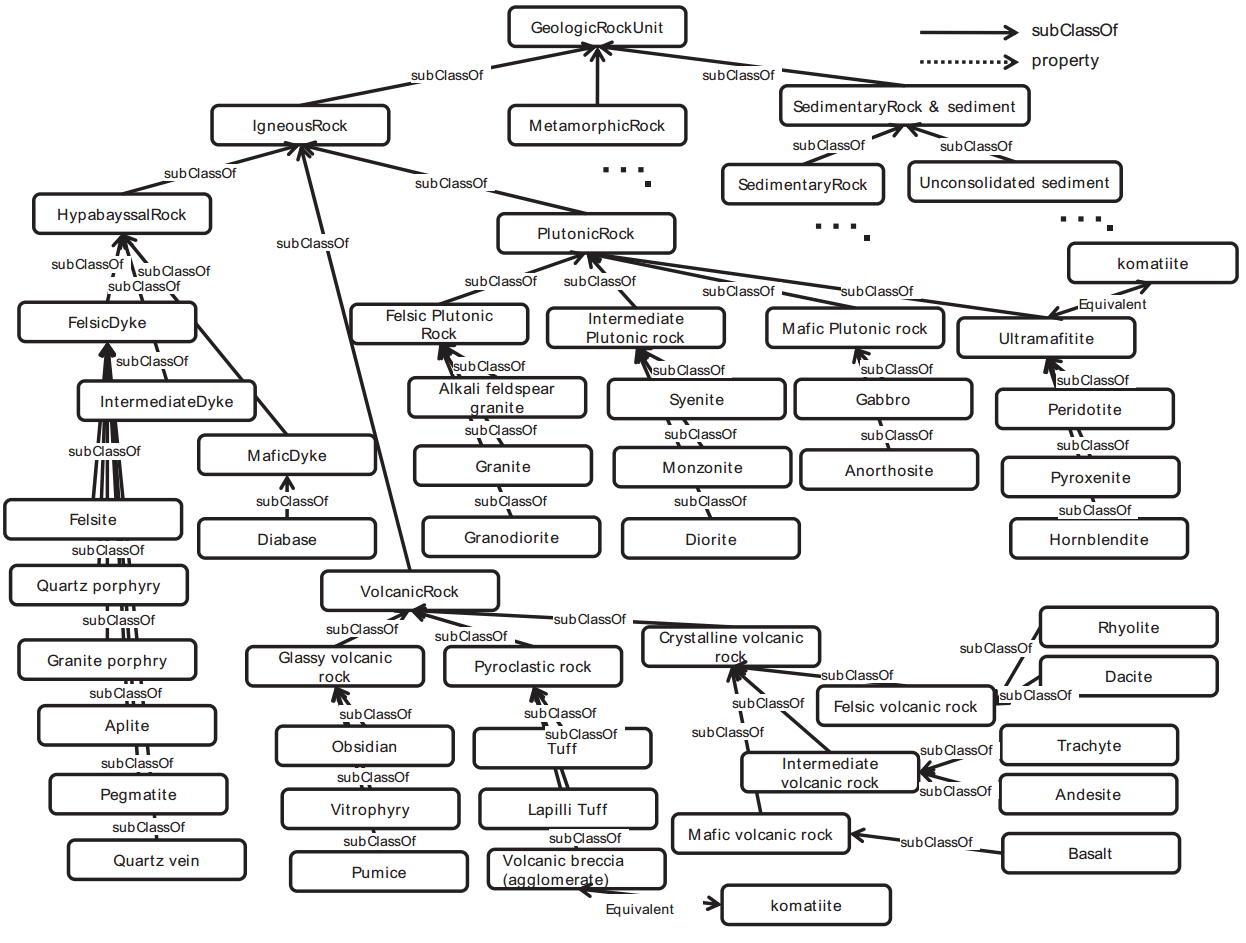 GeologicRockUnit
subClassOf
property
subClassOf
subClassOf
IgneousRock
MetamorphicRock
SedimentaryRock & sediment
subClassOf
subClassOf
subClassOf
subClassOf
SedimentaryRock
Unconsolidated sediment
HypabayssalRock
PlutonicRock
subClassOf
komatiite
subClassOf
subClassOf
subClassOf
subClassOf
subClassOf
subClassOf
subClassOf
Equivalent
FelsicDyke
Felsic Plutonic
Rock
Intermediate
Plutonic rock
Mafic Plutonic rock
Ultramafitite
subClassOf
subClassOf
subClassOf
subClassOf
subClassOf
IntermediateDyke
Alkali feldspear
granite
Syenite
Gabbro
Peridotite
subClassOf
subClassOf
subClassOf
subClassOf
subClassOf
MaficDyke
Granite
Monzonite
Anorthosite
Pyroxenite
subClassOf
subClassOf
subClassOf
subClassOf
Felsite
Diabase
Granodiorite
Diorite
Hornblendite
subClassOf
Quartz porphyry
VolcanicRock
subClassOf
subClassOf
subClassOf
subClassOf
Rhyolite
Granite porphry
Glassy volcanic
rock
Pyroclastic rock
Crystalline volcanic
rock
subClassOf
subClassOf
Dacite
subClassOf
subClassOf
subClassOf
subClassOf
subClassOf
Felsic volcanic rock
Aplite
subClassOf
subClassOf
Obsidian
Tuff
Trachyte
subClassOf
subClassOf
subClassOf
Intermediate
volcanic rock
subClassOf
Pegmatite
Vitrophyry
Lapilli Tuff
Andesite
subClassOf
subClassOf
subClassOf
Mafic volcanic rock
subClassOf
Basalt
Quartz vein
Pumice
Volcanic breccia
(agglomerate)
Equivalent
komatiite